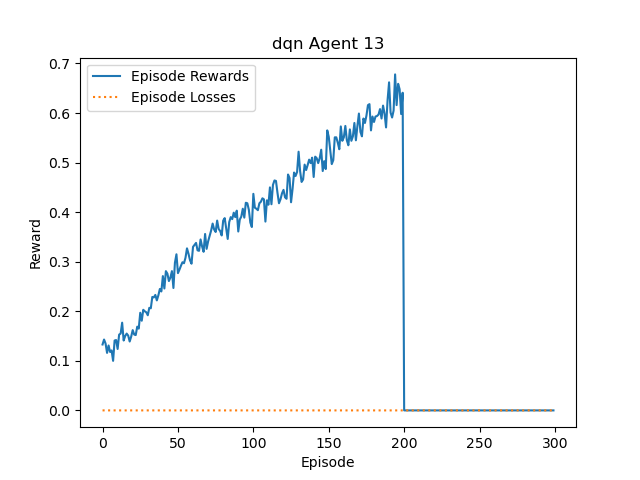 dqn Agent 13
Episode Rewards
Episode Losses
Reward
0.7
0.6
0.5
0.4
0.3
0.2
0.1
0.0
0 50 100 150 200 250 300
Episode